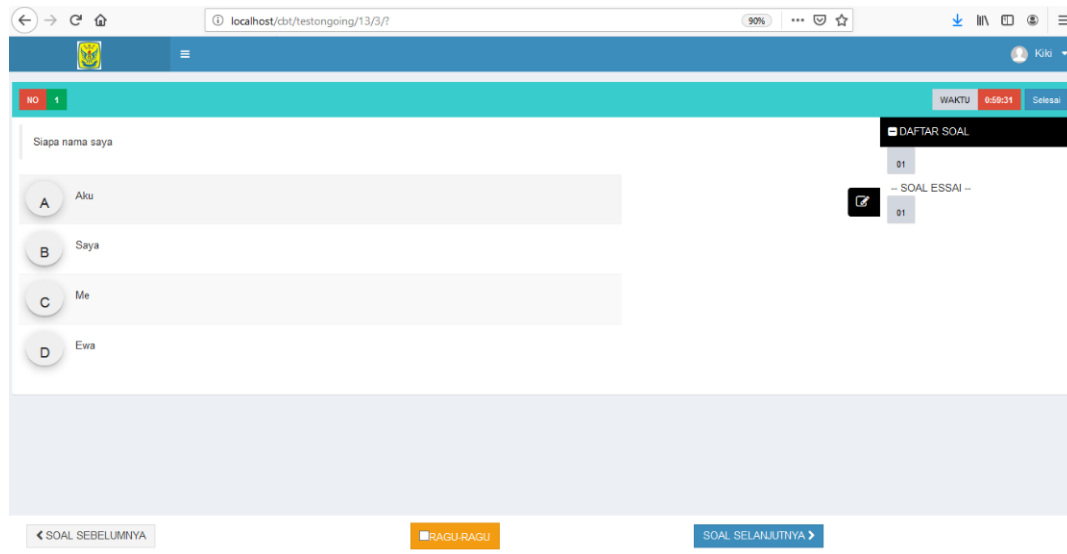 localhost/cbt/testongoing/13/3/?
90%
Kiki
NO 1
WAKTU 0:59:31 Selesai
Siapa nama saya
A Aku
B Saya
C Me
D Ewa
DAFTAR SOAL
01
-- SOAL ESSAI --
01
SOAL SEBELUMNYA
RAGU-RAGU
SOAL SELANJUTNYA